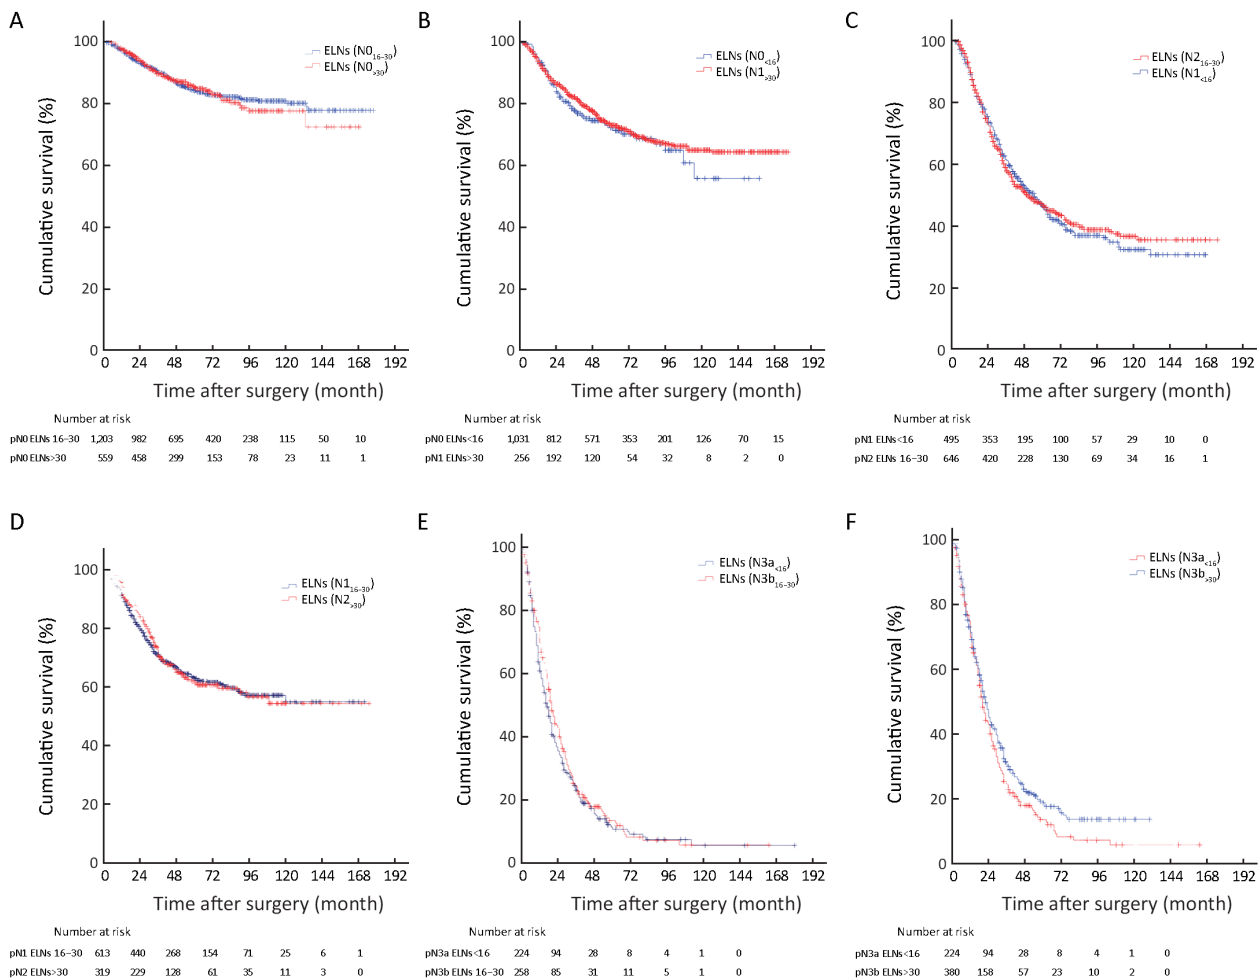 A
Cumulative survival (%)
100
80
60
40
20
0
ELNs (N0₁₆₋₃₀)
ELNs (N0>₃₀)
0 24 48 72 96 120 144 168 192
Time after surgery (month)
Number at risk
pN0 ELNs 16–30 1,203 982 695 420 238 115 50 10
pN0 ELNs>30 559 458 299 153 78 23 11 1
B
Cumulative survival (%)
100
80
60
40
20
0
ELNs (N0<₁₆)
ELNs (N1>₃₀)
0 24 48 72 96 120 144 168 192
Time after surgery (month)
Number at risk
pN0 ELNs<16 1,031 812 571 353 201 126 70 15
pN1 ELNs>30 256 192 120 54 32 8 2 0
C
Cumulative survival (%)
100
80
60
40
20
0
ELNs (N2₁₆₋₃₀)
ELNs (N1<₁₆)
0 24 48 72 96 120 144 168 192
Time after surgery (month)
Number at risk
pN1 ELNs<16 495 353 195 100 57 29 10 0
pN2 ELNs 16–30 646 420 228 130 69 34 16 1
D
Cumulative survival (%)
100
80
60
40
20
0
ELNs (N1₁₆₋₃₀)
ELNs (N2>₃₀)
0 24 48 72 96 120 144 168 192
Time after surgery (month)
Number at risk
pN1 ELNs 16–30 613 440 268 154 71 25 6 1
pN2 ELNs>30 319 229 128 61 35 11 3 0
E
Cumulative survival (%)
100
80
60
40
20
0
ELNs (N3a<₁₆)
ELNs (N3b₁₆₋₃₀)
0 24 48 72 96 120 144 168 192
Time after surgery (month)
Number at risk
pN3a ELNs<16 224 94 28 8 4 1 0
pN3b ELNs 16–30 258 85 31 11 5 1 0
F
Cumulative survival (%)
100
80
60
40
20
0
ELNs (N3a<₁₆)
ELNs (N3b>₃₀)
0 24 48 72 96 120 144 168 192
Time after surgery (month)
Number at risk
pN3a ELNs<16 224 94 28 8 4 1 0
pN3b ELNs>30 380 158 57 23 10 2 0